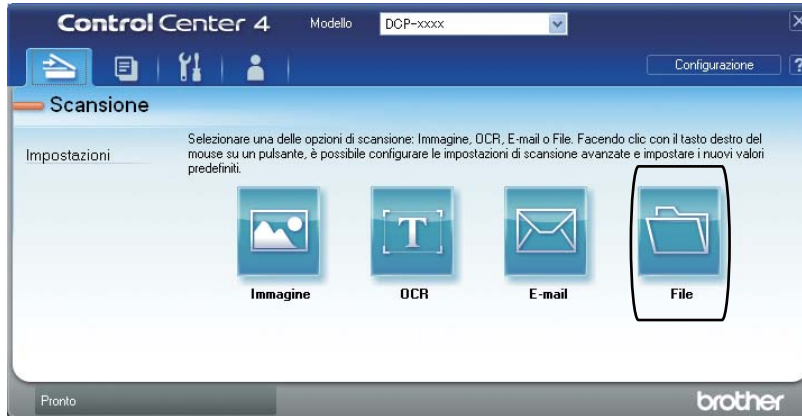 Control Center 4 Modello DCP-xxxx
Configurazione ?
Scansione
Impostazioni
Selezionare una delle opzioni di scansione: Immagine, OCR, E-mail o File. Facendo clic con il tasto destro del
mouse su un pulsante, è possibile configurare le impostazioni di scansione avanzate e impostare i nuovi valori
predefiniti.
T
Immagine OCR E-mail File
Pronto brother